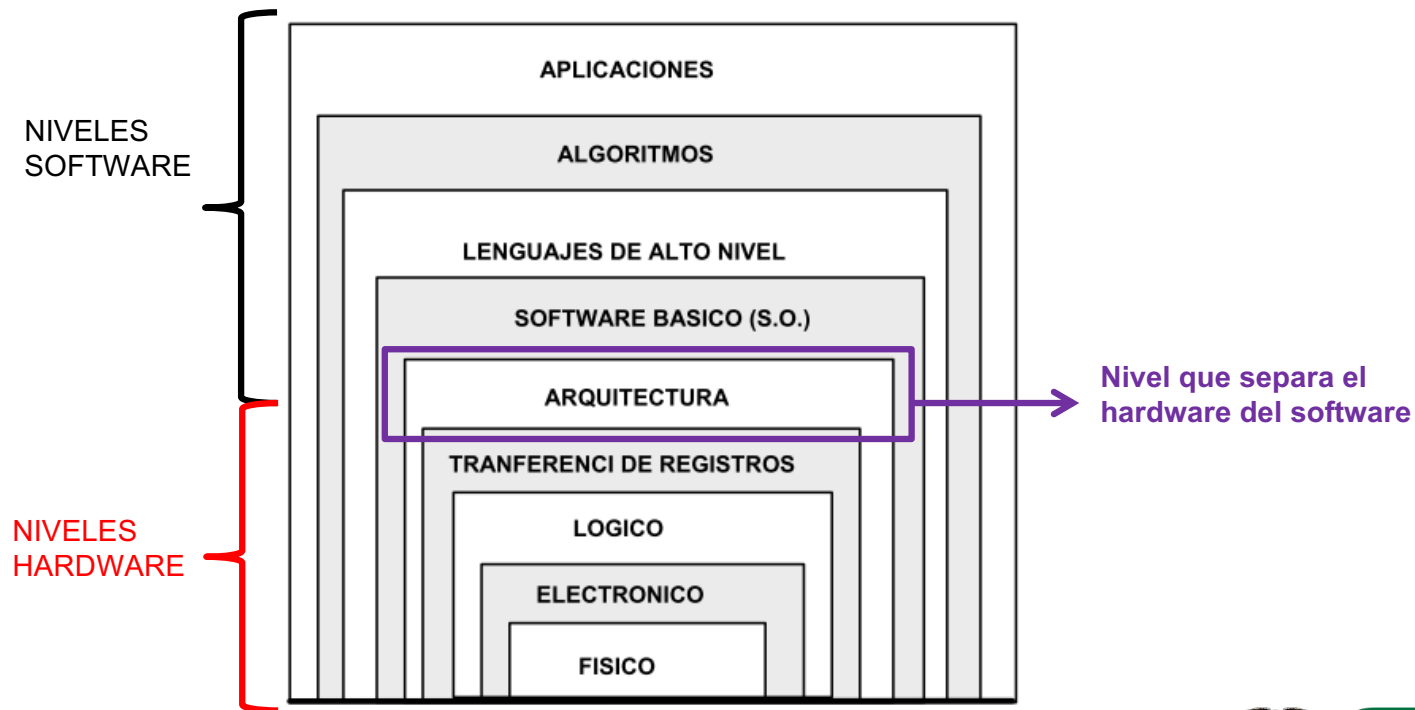 APLICACIONES
NIVELES
SOFTWARE
ALGORITMOS
LENGUAJES DE ALTO NIVEL
SOFTWARE BASICO (S.O.)
ARQUITECTURA
Nivel que separa el
hardware del software
TRANFERENCI DE REGISTROS
NIVELES
HARDWARE
LOGICO
ELECTRONICO
FISICO